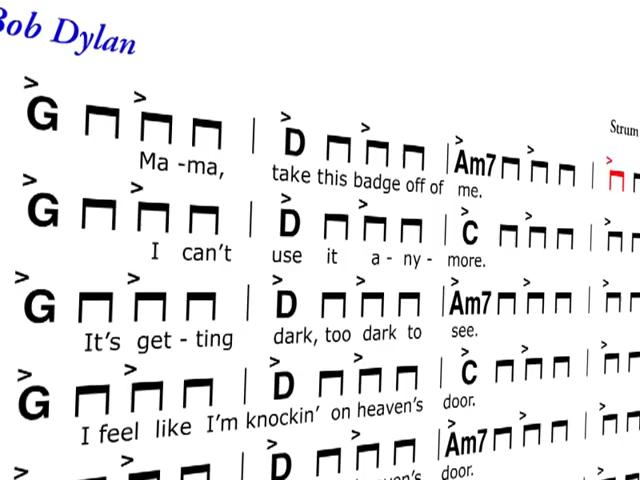 Bob Dylan
Strum
G D Am7
Ma -ma, take this badge off of me.
G D C
I can't use it a - ny - more.
G D Am7
It's get - ting dark, too dark to see.
G D C
I feel like I'm knockin' on heaven's door.
D Am7
door.